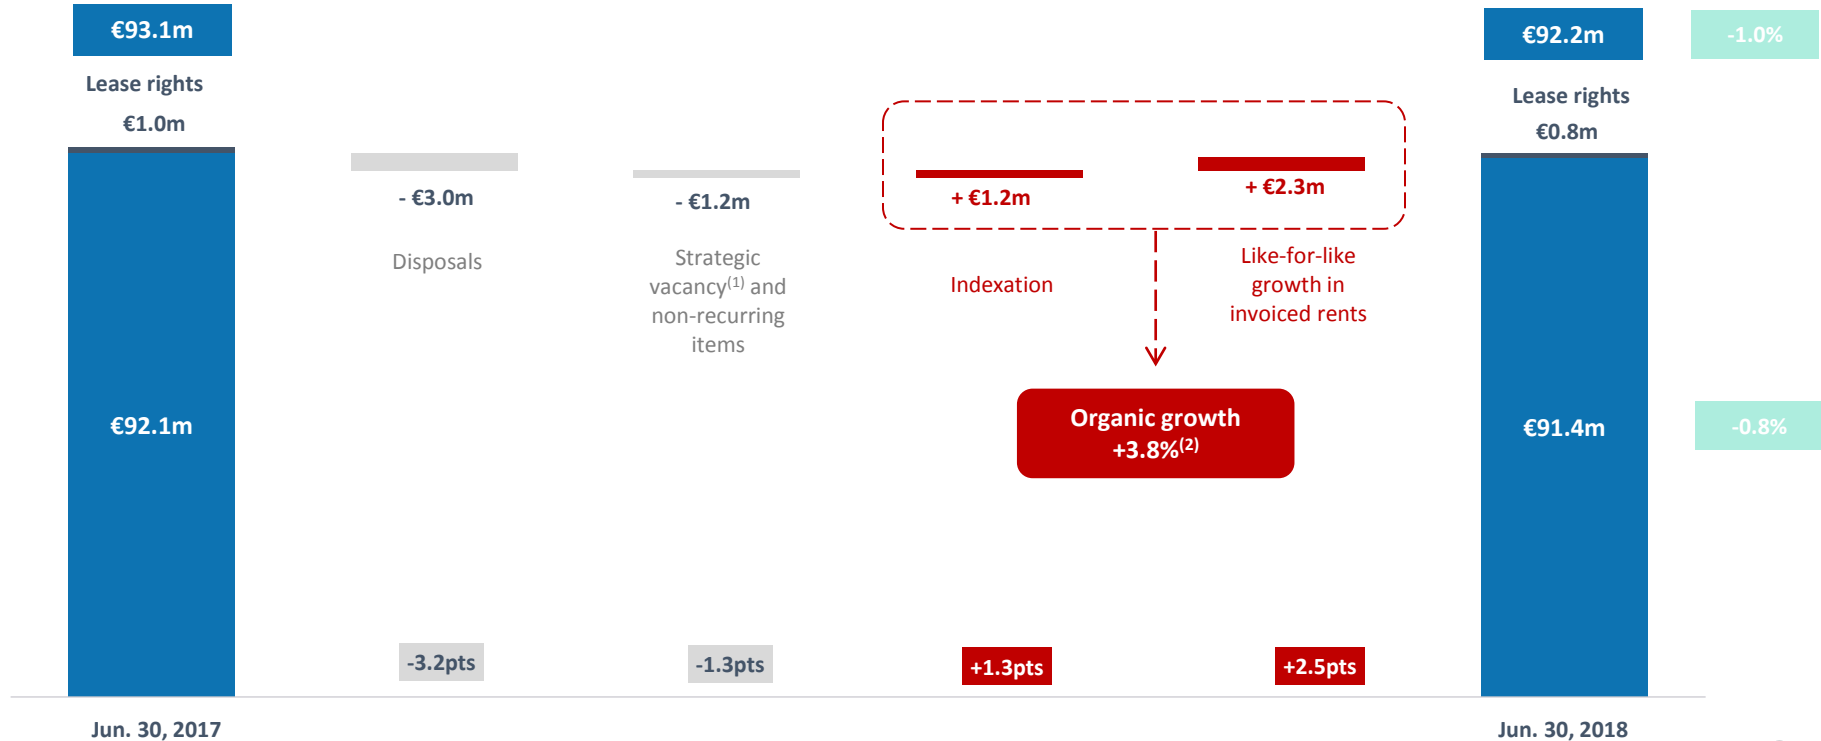 €93.1m
€92.2m
-1.0%
Lease rights
€1.0m
Lease rights
€0.8m
- €3.0m
- €1.2m
+ €1.2m
+ €2.3m
Disposals
Strategic
vacancy(1) and
non-recurring
items
Indexation
Like-for-like
growth in
invoiced rents
€92.1m
Organic growth
+3.8%(2)
€91.4m
-0.8%
-3.2pts
-1.3pts
+1.3pts
+2.5pts
Jun. 30, 2017
Jun. 30, 2018